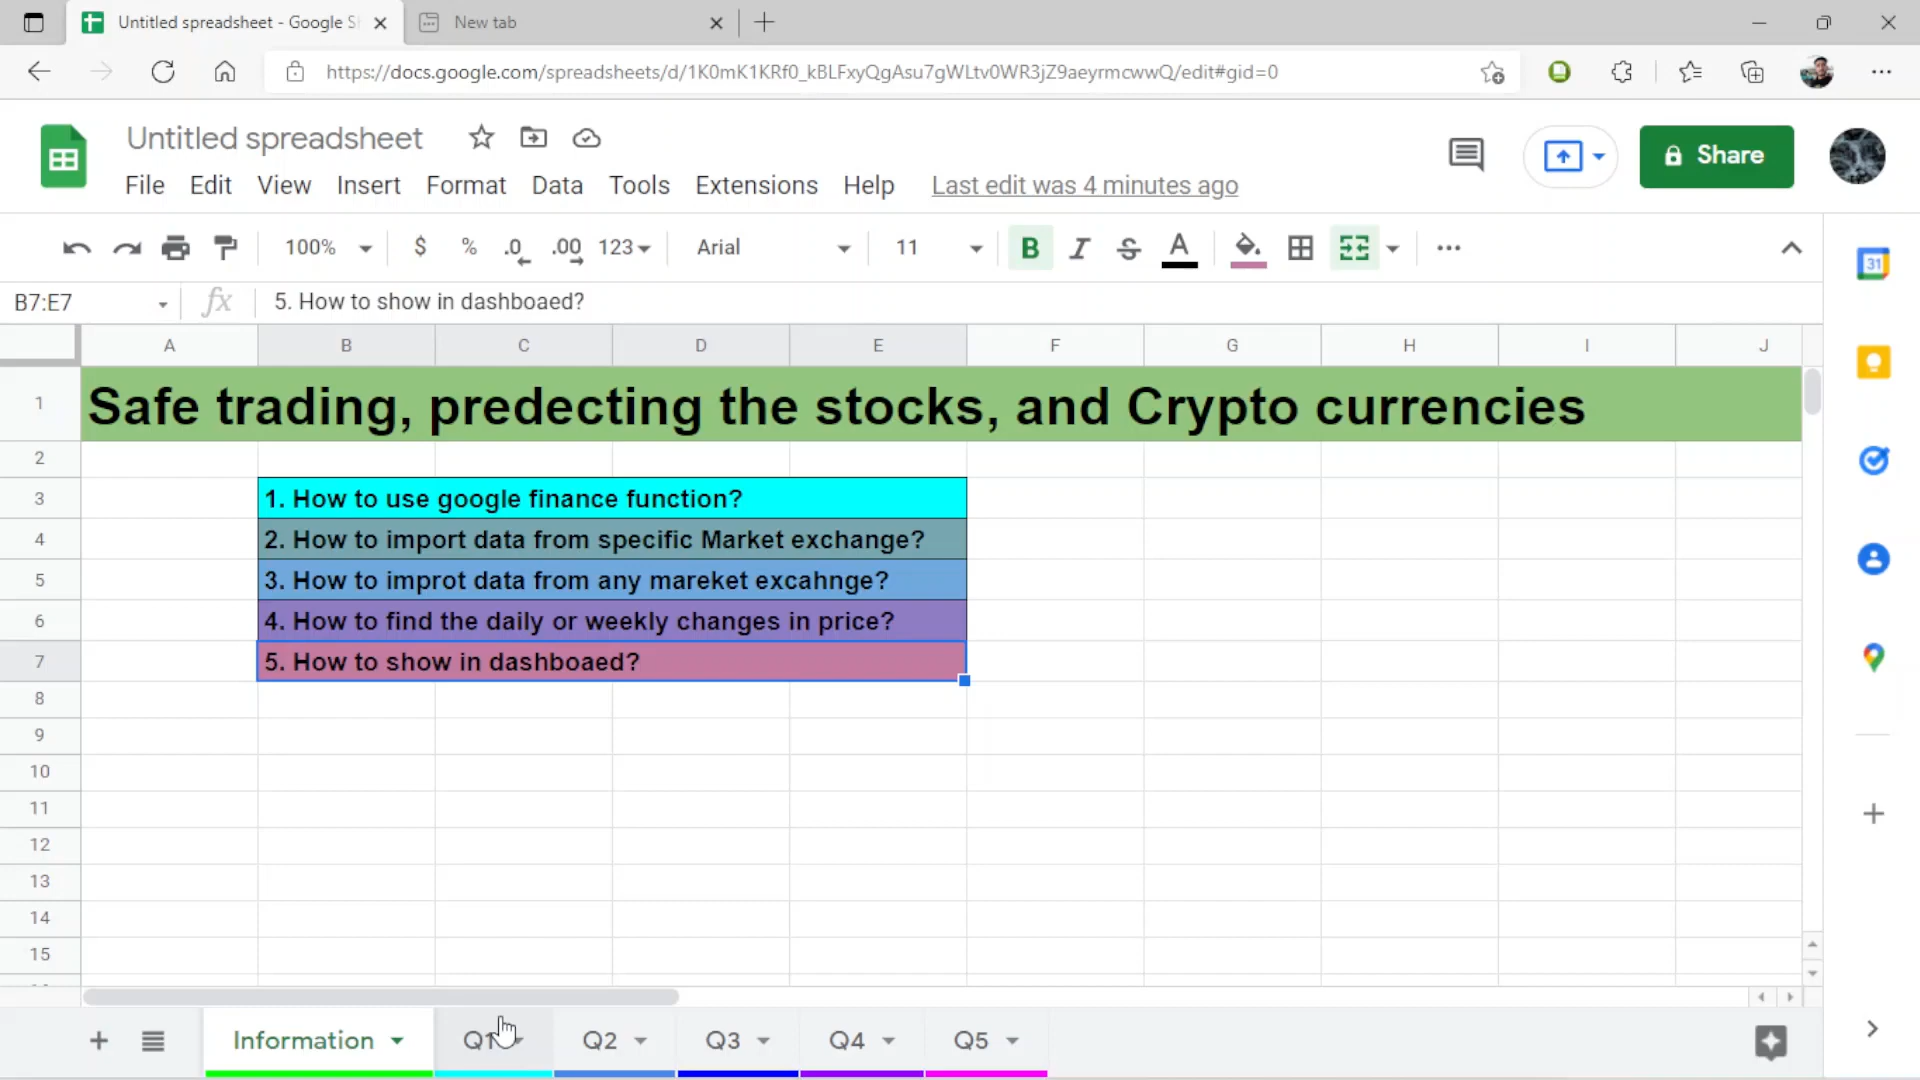 Untitled spreadsheet - Google Sh
New tab
https://docs.google.com/spreadsheets/d/1K0mK1KRf0_kBLFxyQgAsu7gWLtv0WR3jZ9aeyrmcwwQ/edit#gid=0
Untitled spreadsheet
Share
File Edit View Insert Format Data Tools Extensions Help Last edit was 4 minutes ago
100% $ % .0 .00 123 Arial 11 B I S A
31
B7:E7 fx 5. How to show in dashboaed?
A B C D E F G H I J
1 Safe trading, predecting the stocks, and Crypto currencies
2
3 1. How to use google finance function?
4 2. How to import data from specific Market exchange?
5 3. How to improt data from any mareket excahnge?
6 4. How to find the daily or weekly changes in price?
7 5. How to show in dashboaed?
8
9
10
11
12
13
14
15
Information Q1 Q2 Q3 Q4 Q5